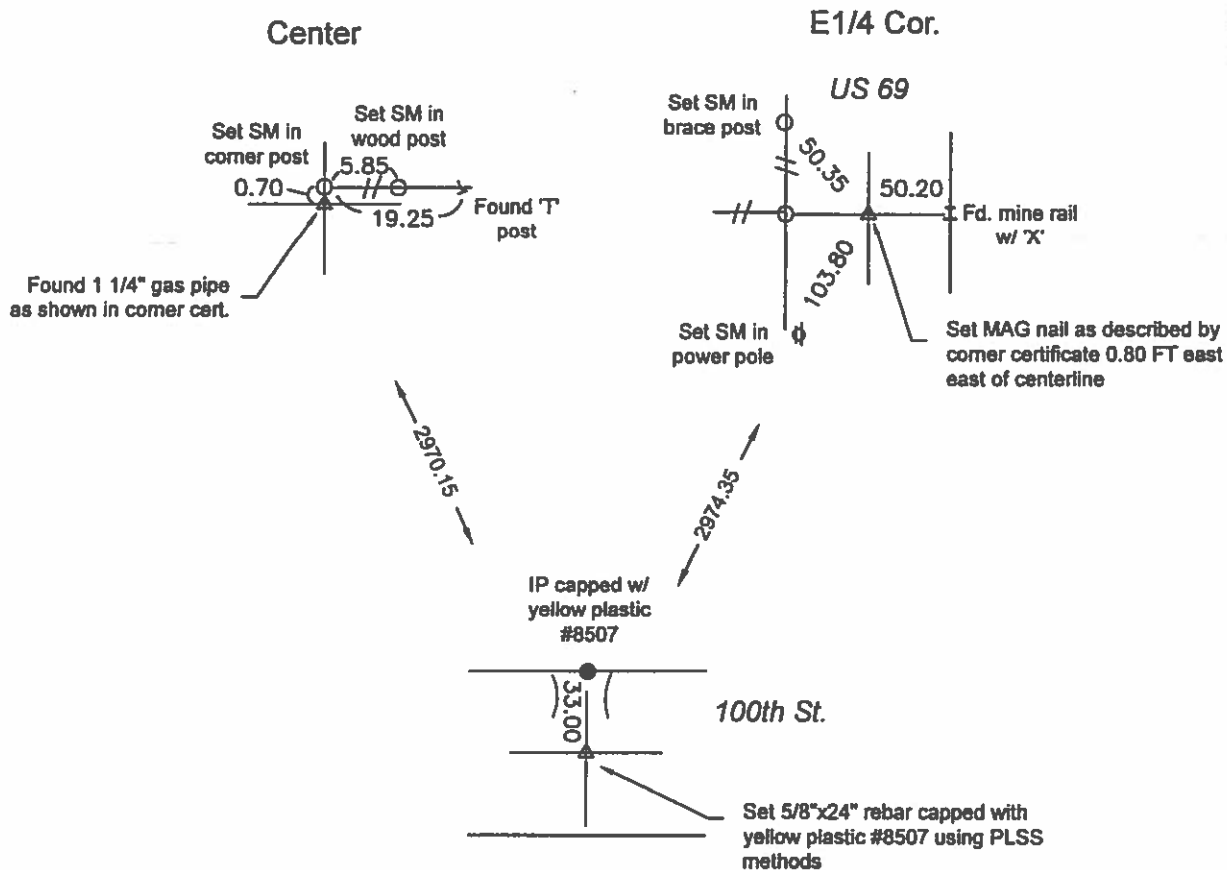 Center
Set SM in
corner post
Set SM in
wood post
5.85
0.70
19.25
Found 'T'
post
Found 1 1/4" gas pipe
as shown in corner cert.
E1/4 Cor.
US 69
Set SM in
brace post
50.35
50.20
Fd. mine rail
w/ 'X'
103.80
Set SM in
power pole
Set MAG nail as described by
corner certificate 0.80 FT east
east of centerline
2970.15
2974.35
IP capped w/
yellow plastic
#8507
33.00
100th St.
Set 5/8"x24" rebar capped with
yellow plastic #8507 using PLSS
methods